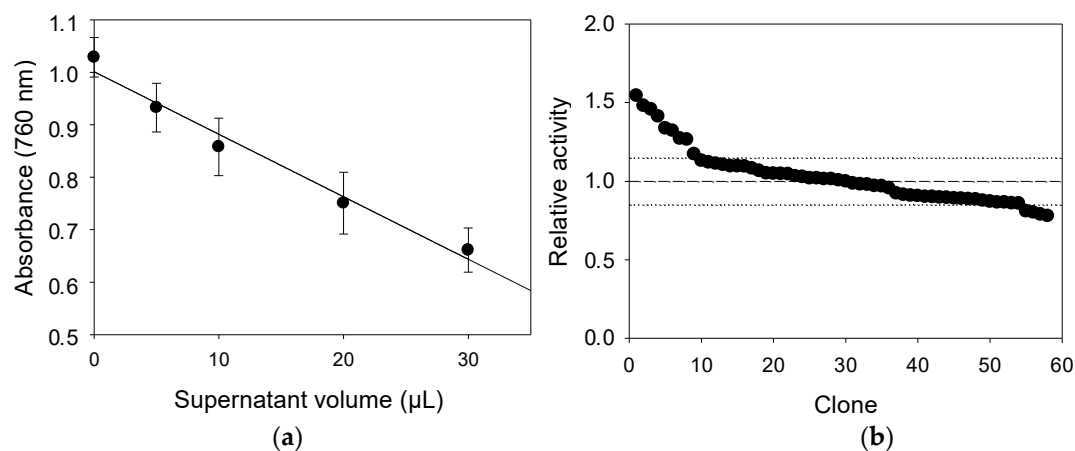 Absorbance (760 nm)
1.1
1.0
0.9
0.8
0.7
0.6
0.5
0 10 20 30
Supernatant volume (µL)
(a)
Relative activity
2.0
1.5
1.0
0.5
0.0
0 10 20 30 40 50 60
Clone
(b)